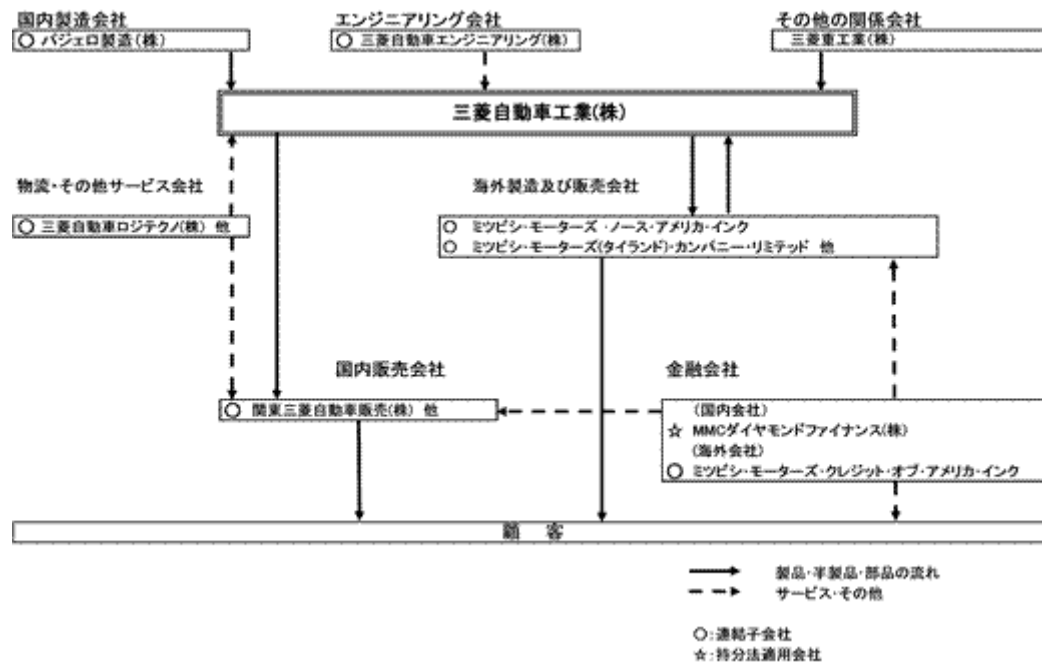 国内製造会社
○ パジェロ製造(株)
エンジニアリング会社
○ 三菱自動車エンジニアリング(株)
その他の関係会社
三菱重工業(株)
三菱自動車工業(株)
物流・その他サービス会社
○ 三菱自動車ロジテクノ(株) 他
海外製造及び販売会社
○ ミツビシ・モーターズ・ノース・アメリカ・インク
○ ミツビシ・モーターズ(タイランド)・カンパニー・リミテッド 他
国内販売会社
○ 関東三菱自動車販売(株) 他
金融会社
(国内会社)
☆ MMCダイヤモンドファイナンス(株)
(海外会社)
○ ミツビシ・モーターズ・クレジット・オブ・アメリカ・インク
顧 客
製品・半製品・部品の流れ
サービス・その他
○:連結子会社
☆:持分法適用会社